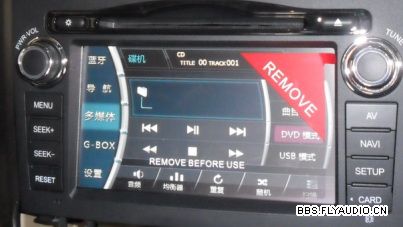 PWR-VOL
TUNE
蓝牙
碟机
CD
TITLE 00 TRACK001
REMOVE
导航
MENU
多媒体
曲目
AV
SEEK+
DVD 模式
NAVI
G-BOX
SEEK-
USB 模式
SETUP
REMOVE BEFORE USE
RESET
设置
音频
均衡器
重复
随机
CARD
BBS.FLYAUDIO.CN